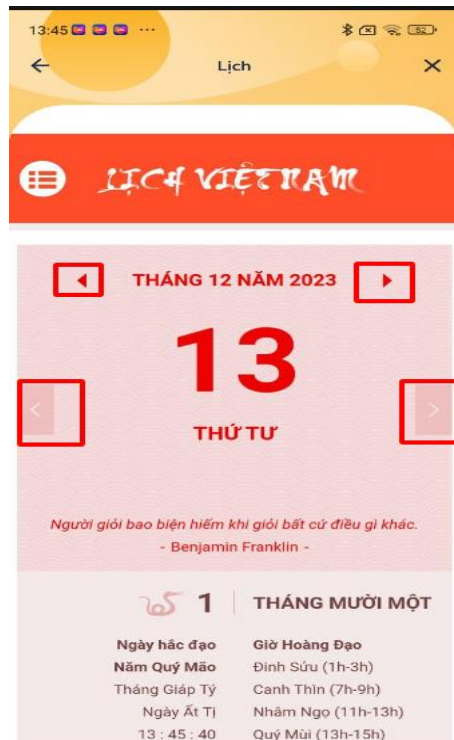 13:45 ... 52
Lịch
LỊCH VIỆT NAM
THÁNG 12 NĂM 2023
13
THỨ TƯ
Người giỏi bao biện hiếm khi giỏi bất cứ điều gì khác.
- Benjamin Franklin -
1 THÁNG MƯỜI MỘT
Ngày hắc đạo Giờ Hoàng Đạo
Năm Quý Mão Đinh Sửu (1h-3h)
Tháng Giáp Tý Canh Thìn (7h-9h)
Ngày Ất Tị Nhâm Ngọ (11h-13h)
13 : 45 : 40 Quý Mùi (13h-15h)